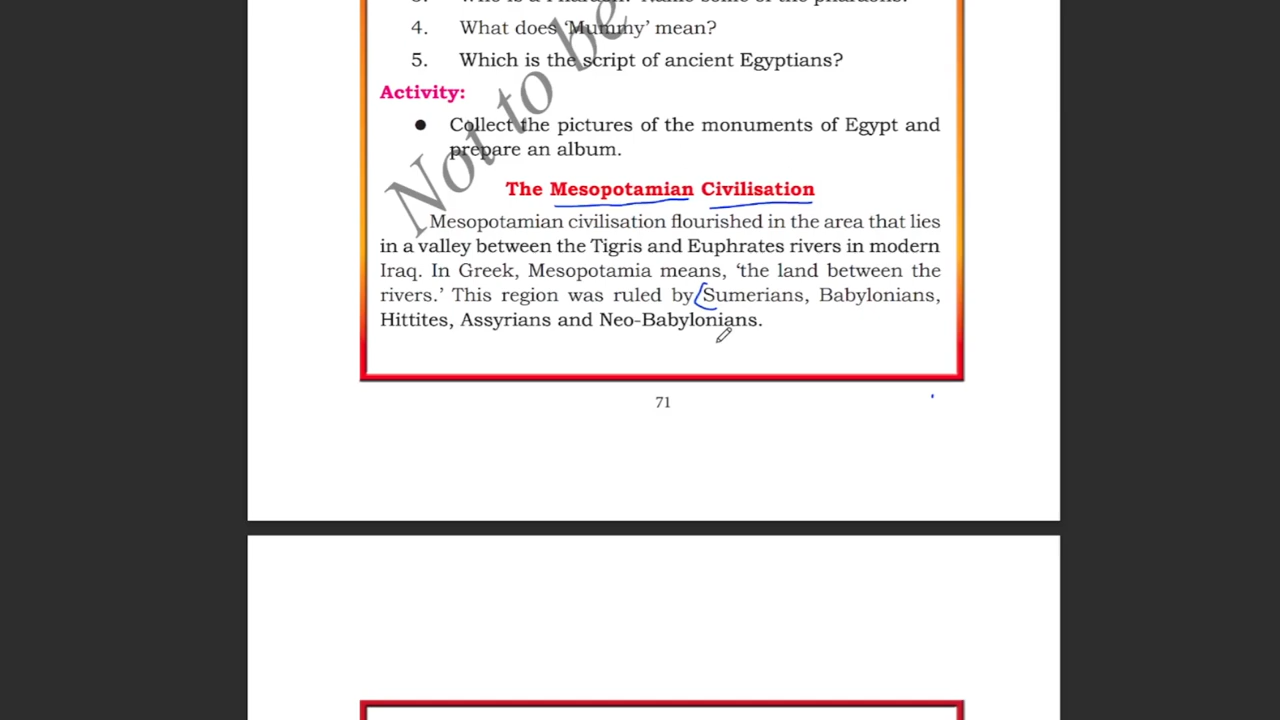 4. What does ‘Mummy’ mean?
5. Which is the script of ancient Egyptians?
Activity:
● Collect the pictures of the monuments of Egypt and
prepare an album.
Not to be
The Mesopotamian Civilisation
Mesopotamian civilisation flourished in the area that lies
in a valley between the Tigris and Euphrates rivers in modern
Iraq. In Greek, Mesopotamia means, ‘the land between the
rivers.’ This region was ruled by Sumerians, Babylonians,
Hittites, Assyrians and Neo-Babylonians.
71